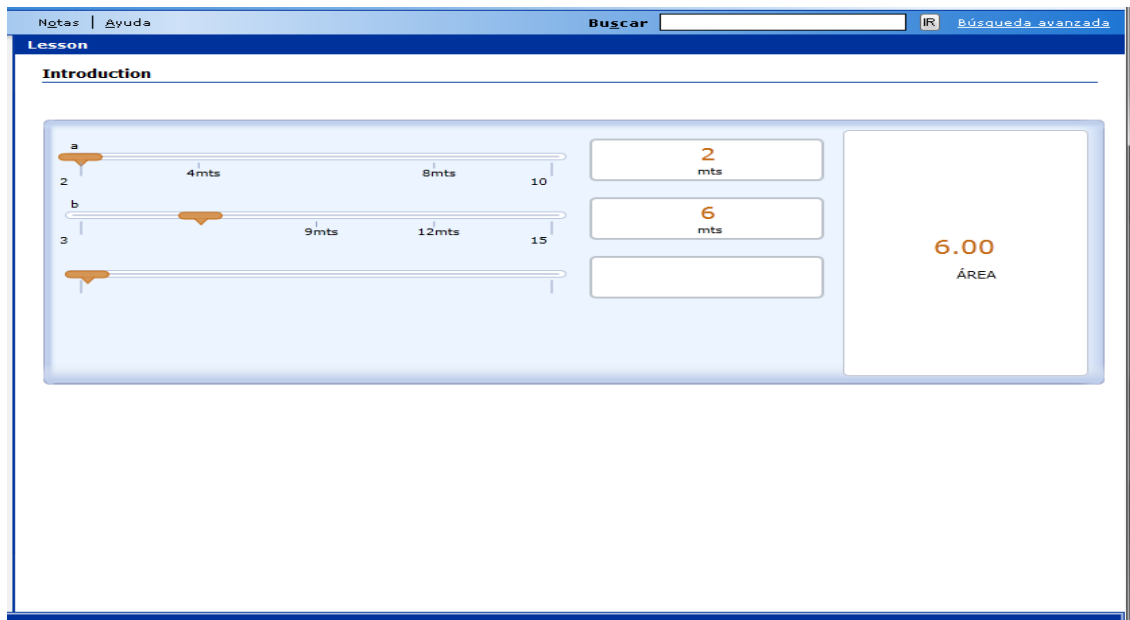 Notas | Ayuda Buscar IR Búsqueda avanzada
Lesson
Introduction
a
2 4mts 8mts 10
2
mts
b
3 9mts 12mts 15
6
mts
6.00
ÁREA